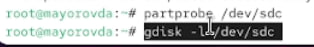 root@mayorovda:~# partprobe /dev/sdc
root@mayorovda:~# gdisk -l /dev/sdc